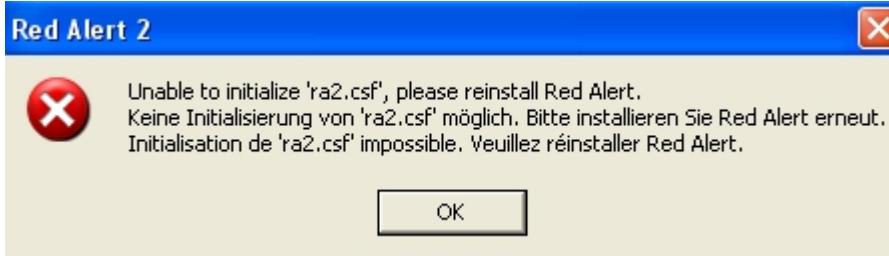 Red Alert 2
Unable to initialize 'ra2.csf', please reinstall Red Alert.
Keine Initialisierung von 'ra2.csf' möglich. Bitte installieren Sie Red Alert erneut.
Initialisation de 'ra2.csf' impossible. Veuillez réinstaller Red Alert.
OK